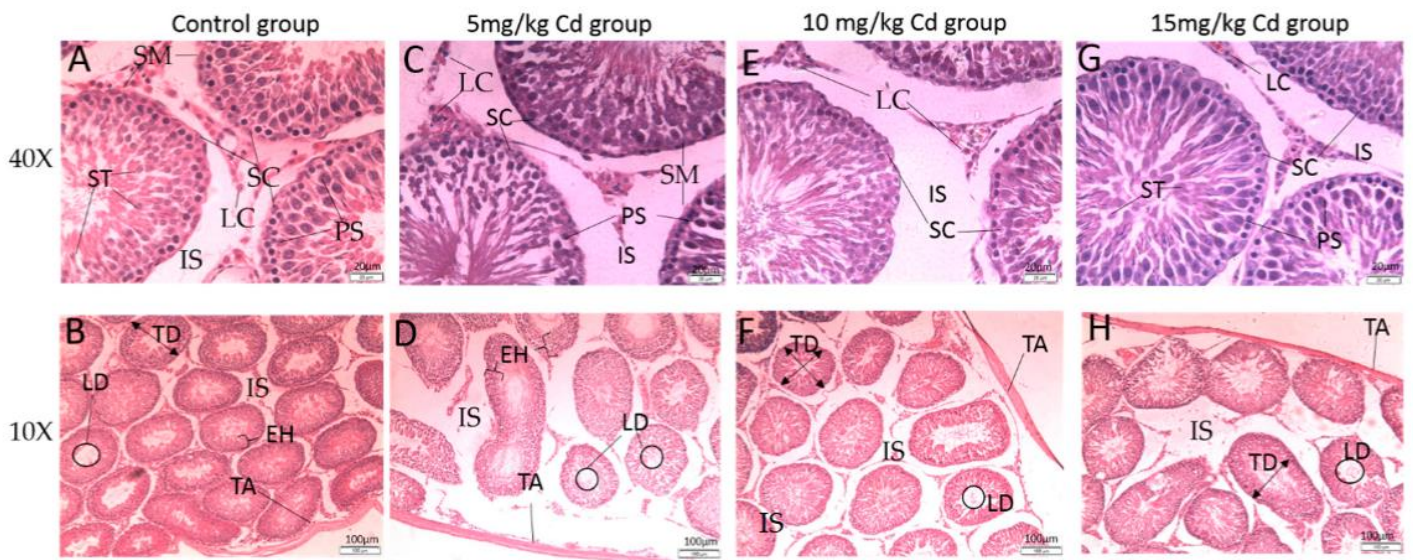 Control group
5mg/kg Cd group
10 mg/kg Cd group
15mg/kg Cd group
40X
A
SM
ST
SC
LC
PS
IS
20μm
C
LC
SC
SM
PS
IS
20μm
E
LC
IS
SC
20μm
G
LC
SC
IS
ST
PS
20μm
10X
B
TD
LD
IS
EH
TA
100μm
D
EH
IS
LD
TA
100μm
F
TD
TA
IS
LD
IS
100μm
H
TA
IS
TD
LD
100μm